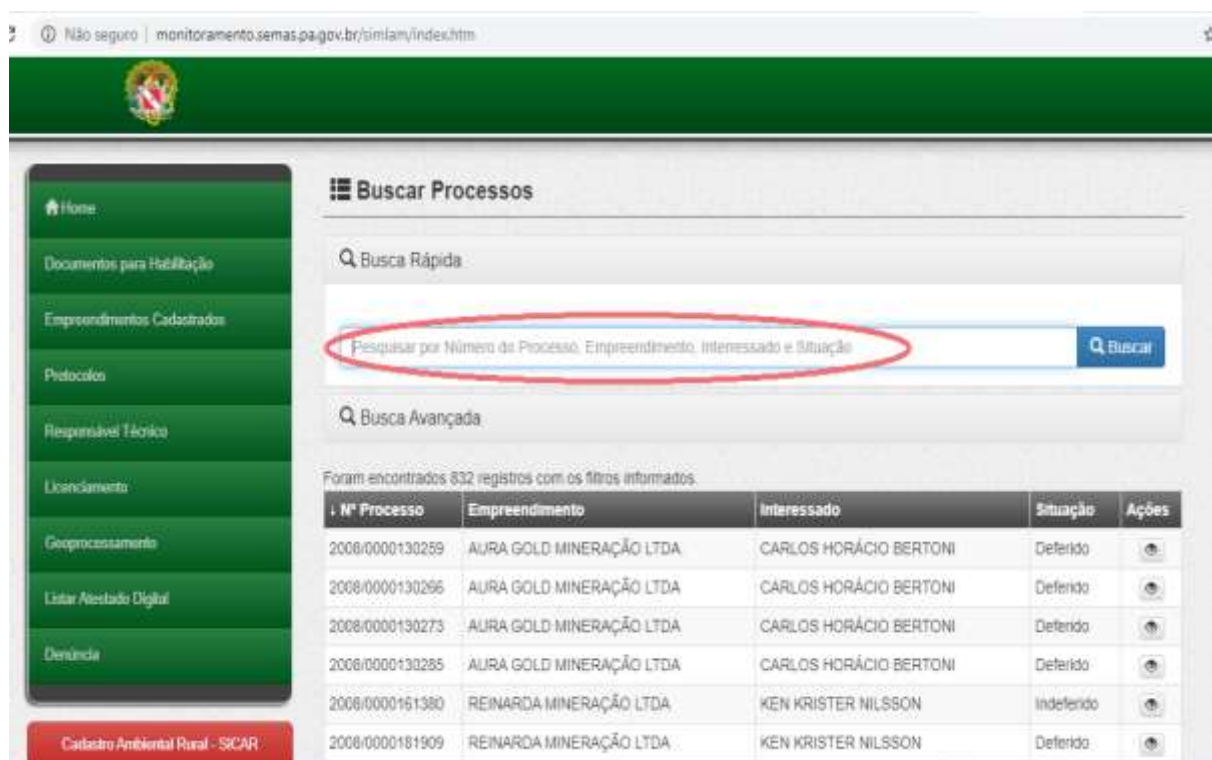 Não seguro | monitoramento.semas.pa.gov.br/simlam/index.htm
Home
Documentos para Habilitação
Empreendimentos Cadastrados
Protocolos
Responsável Técnico
Licenciamento
Geoprocessamento
Listar Atestado Digital
Denúncia
Cadastro Ambiental Rural - SICAR
Buscar Processos
Busca Rápida
Pesquisar por Número do Processo, Empreendimento, Interressado e Situação
Buscar
Busca Avançada
Foram encontrados 832 registros com os filtros informados.
↓ Nº Processo Empreendimento Interessado Situação Ações
2008/0000130259 AURA GOLD MINERAÇÃO LTDA CARLOS HORÁCIO BERTONI Deferido
2008/0000130266 AURA GOLD MINERAÇÃO LTDA CARLOS HORÁCIO BERTONI Deferido
2008/0000130273 AURA GOLD MINERAÇÃO LTDA CARLOS HORÁCIO BERTONI Deferido
2008/0000130285 AURA GOLD MINERAÇÃO LTDA CARLOS HORÁCIO BERTONI Deferido
2008/0000161380 REINARDA MINERAÇÃO LTDA KEN KRISTER NILSSON Indeferido
2008/0000181909 REINARDA MINERAÇÃO LTDA KEN KRISTER NILSSON Deferido